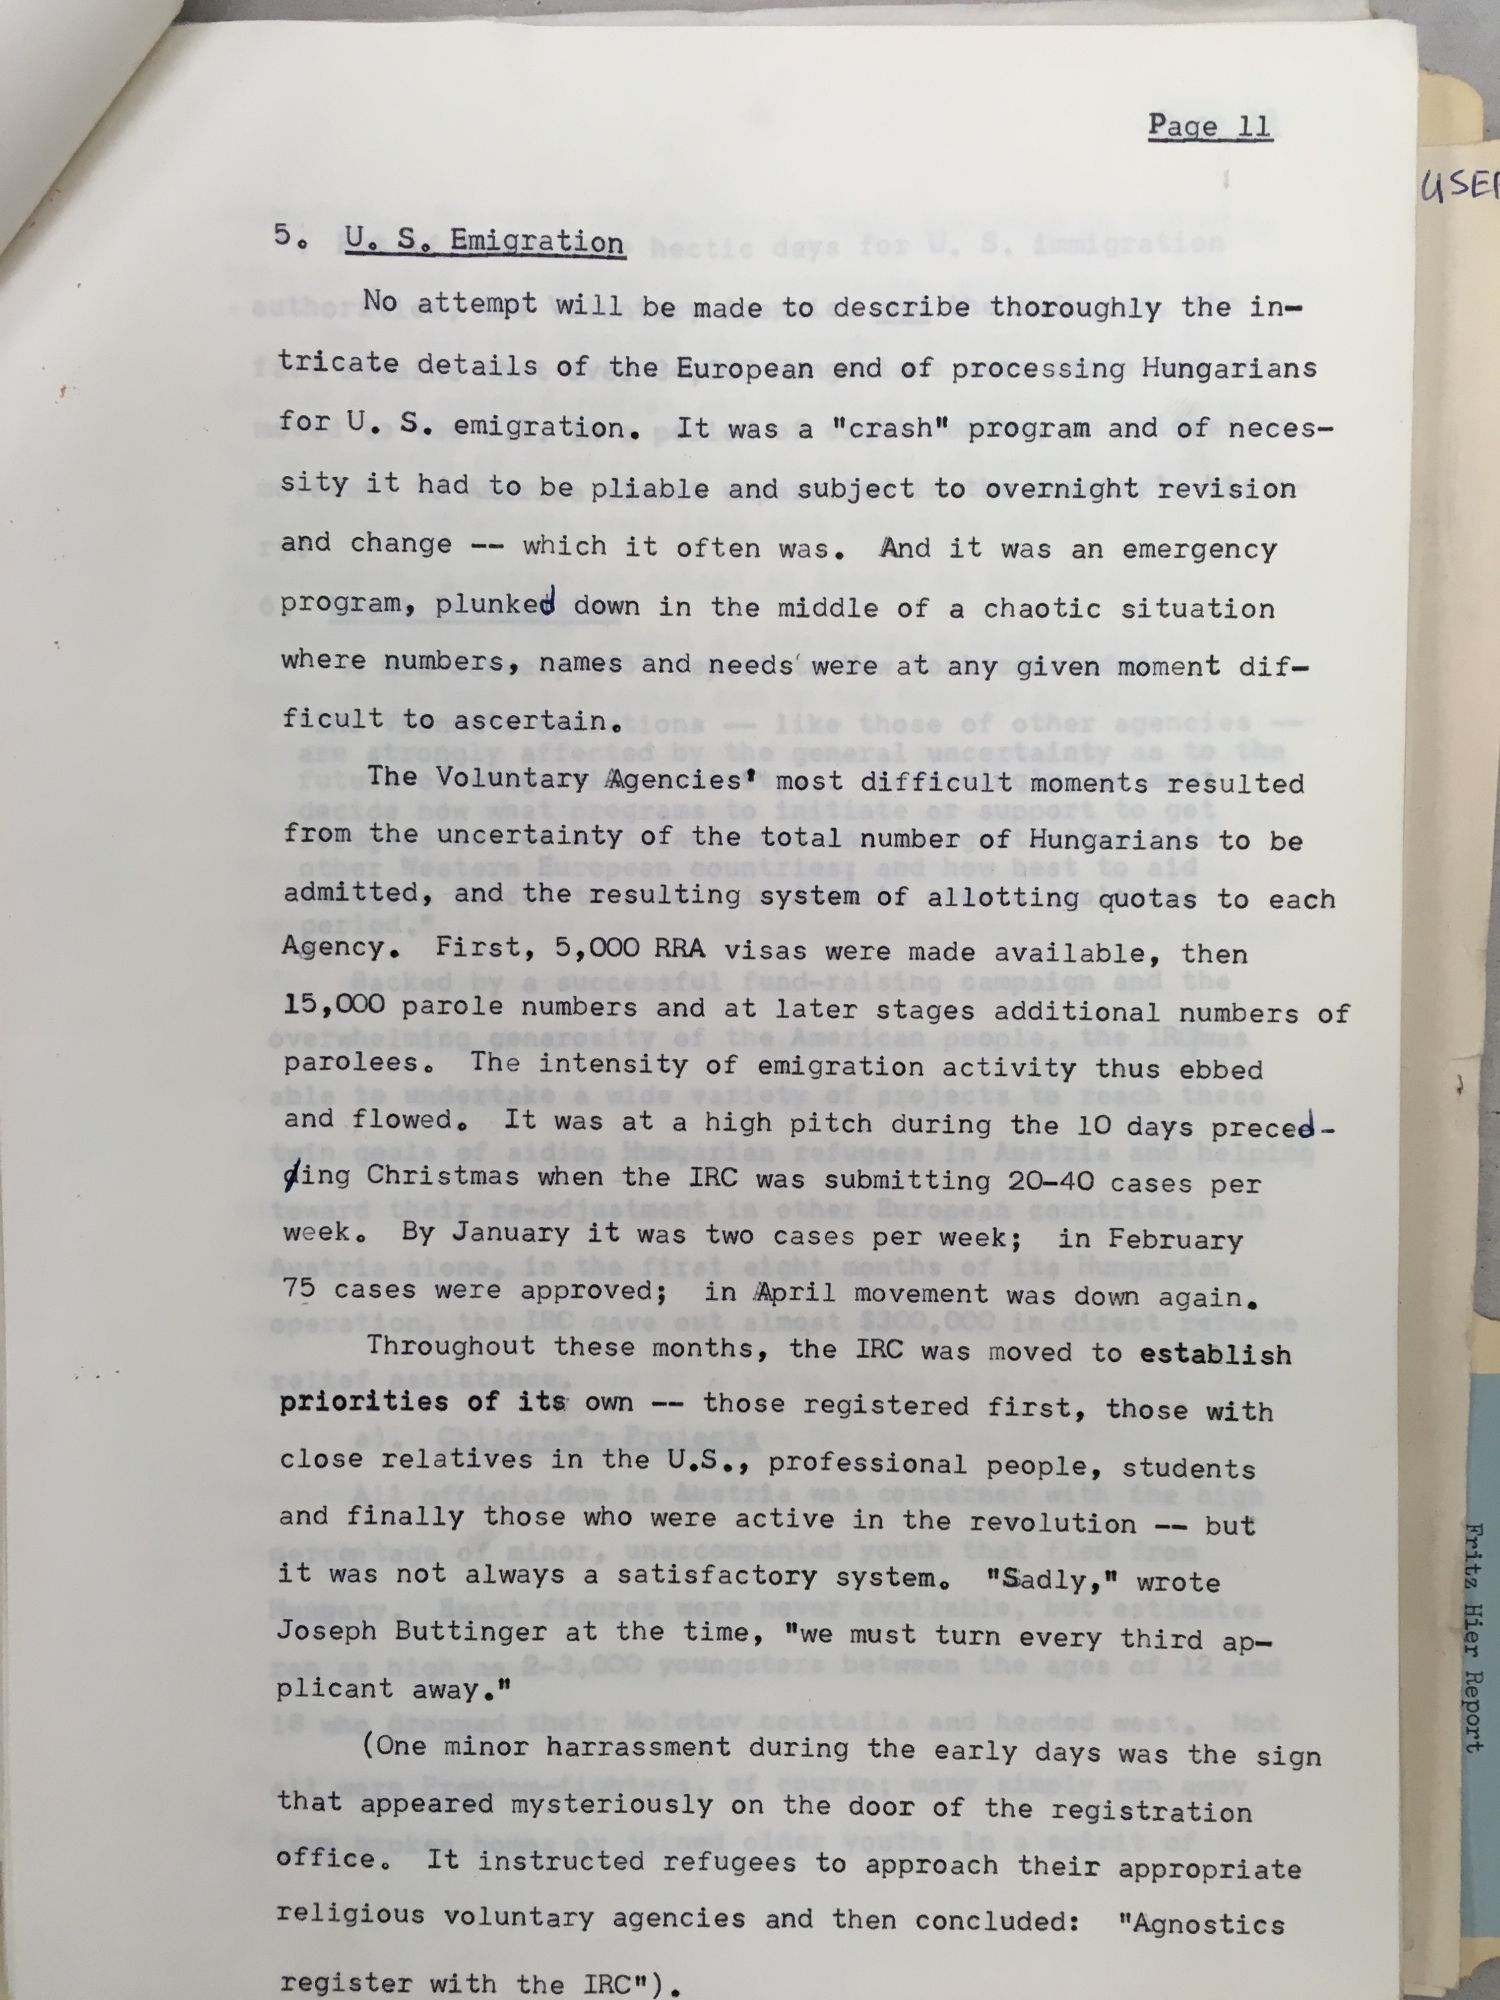 Page 11
USE
5. U. S. Emigration
No attempt will be made to describe thoroughly the in-
tricate details of the European end of processing Hungarians
for U. S. emigration. It was a "crash" program and of neces-
sity it had to be pliable and subject to overnight revision
and change -- which it often was. And it was an emergency
program, plunked down in the middle of a chaotic situation
where numbers, names and needs were at any given moment dif-
ficult to ascertain.
The Voluntary Agencies' most difficult moments resulted
from the uncertainty of the total number of Hungarians to be
admitted, and the resulting system of allotting quotas to each
Agency. First, 5,000 RRA visas were made available, then
15,000 parole numbers and at later stages additional numbers of
parolees. The intensity of emigration activity thus ebbed
and flowed. It was at a high pitch during the 10 days preced-
ing Christmas when the IRC was submitting 20-40 cases per
week. By January it was two cases per week; in February
75 cases were approved; in April movement was down again.
Throughout these months, the IRC was moved to establish
priorities of its own -- those registered first, those with
close relatives in the U.S., professional people, students
and finally those who were active in the revolution -- but
it was not always a satisfactory system. "Sadly," wrote
Joseph Buttinger at the time, "we must turn every third ap-
plicant away."
(One minor harrassment during the early days was the sign
that appeared mysteriously on the door of the registration
office. It instructed refugees to approach their appropriate
religious voluntary agencies and then concluded: "Agnostics
register with the IRC").
Fritz Hier Report